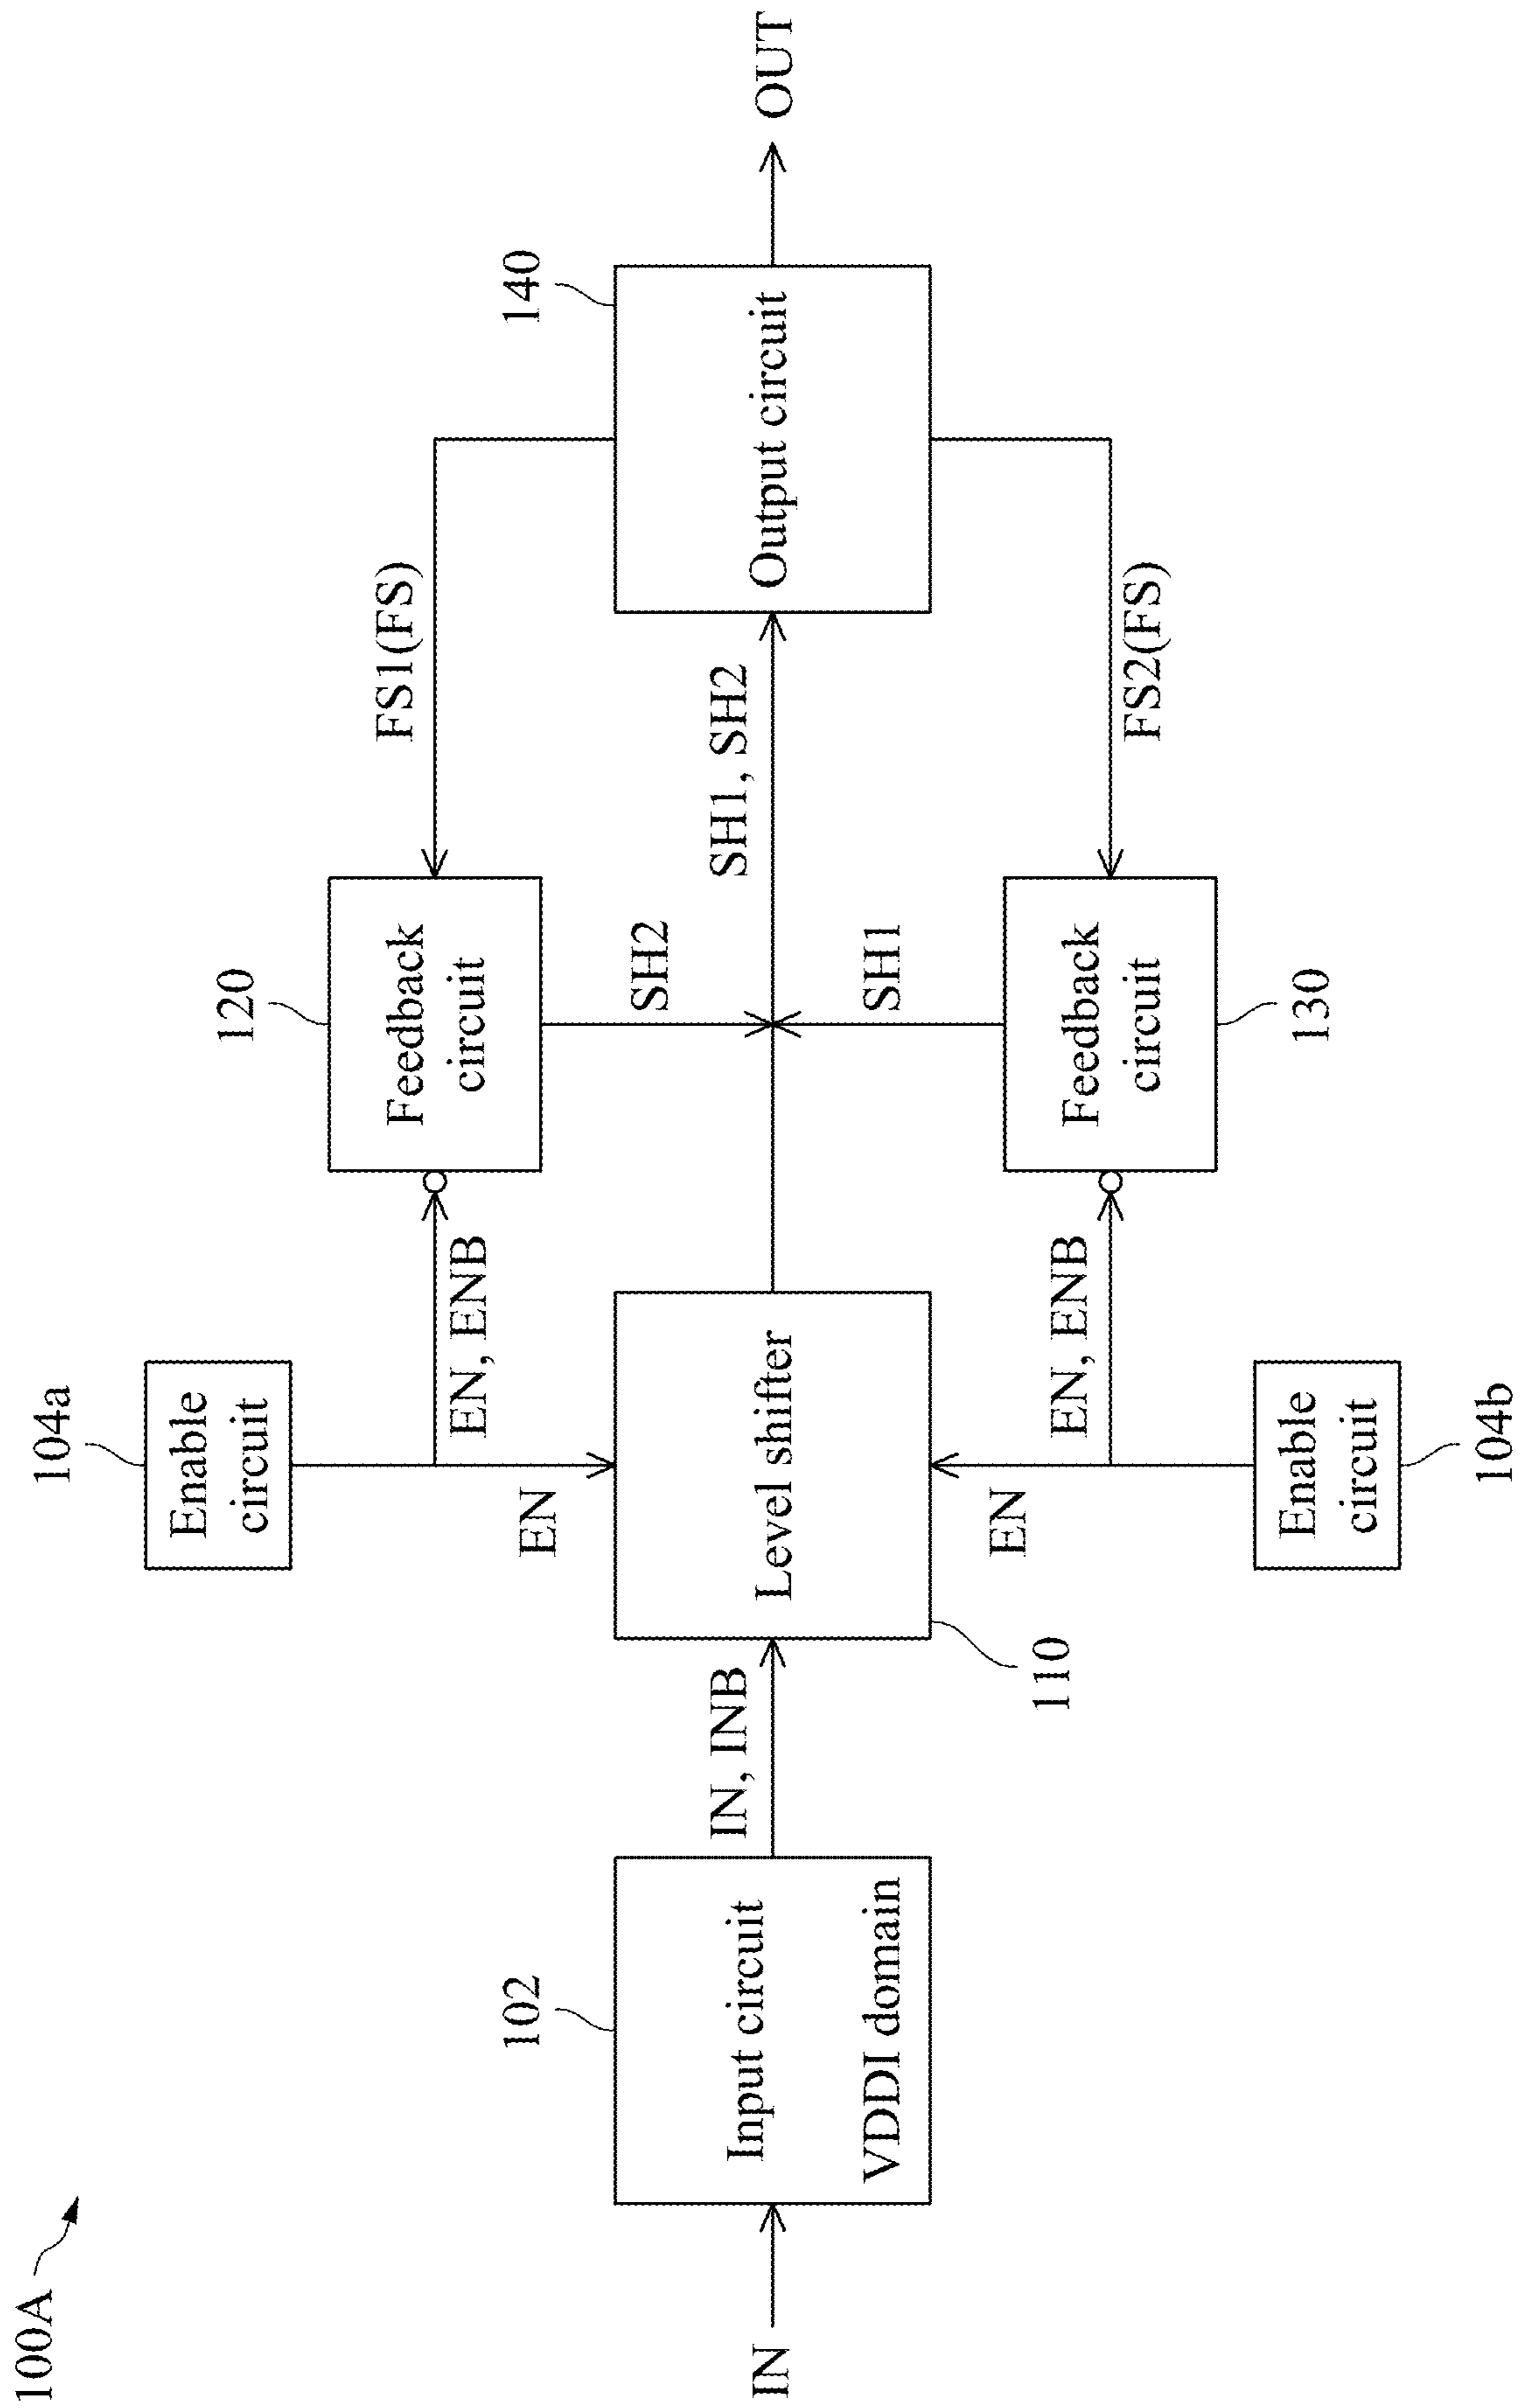 100A
104a
Enable
circuit
120
Feedback
circuit
FS1(FS)
EN, ENB
EN
SH2
102
140
IN
Input circuit
VDDI domain
IN, INB
Level shifter
110
SH1, SH2
Output circuit
OUT
EN
SH1
EN, ENB
Feedback
circuit
130
FS2(FS)
Enable
circuit
104b